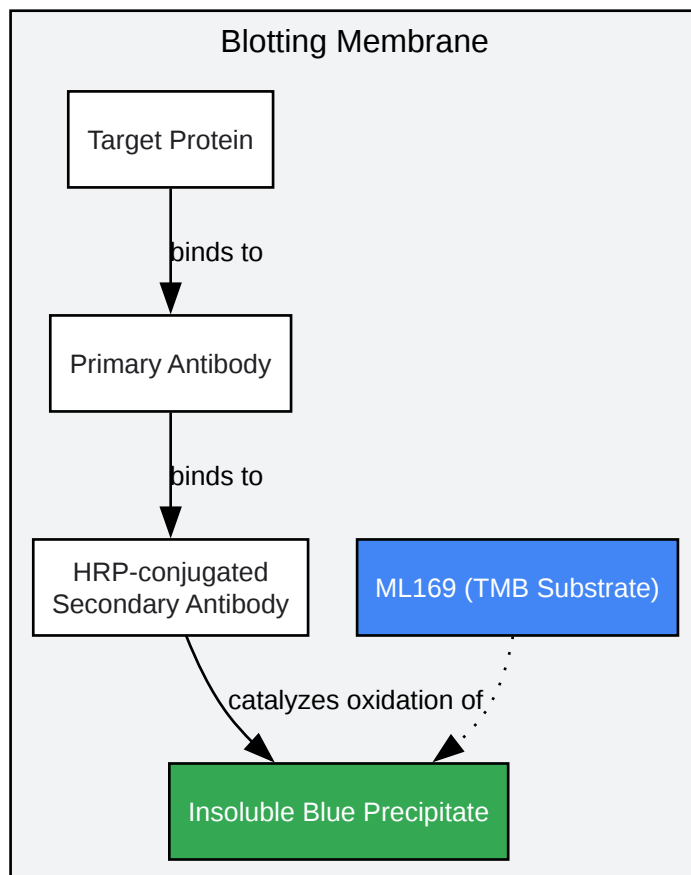 Blotting Membrane
Target Protein
binds to
Primary Antibody
binds to
HRP-conjugated
Secondary Antibody
ML169 (TMB Substrate)
catalyzes oxidation of
Insoluble Blue Precipitate